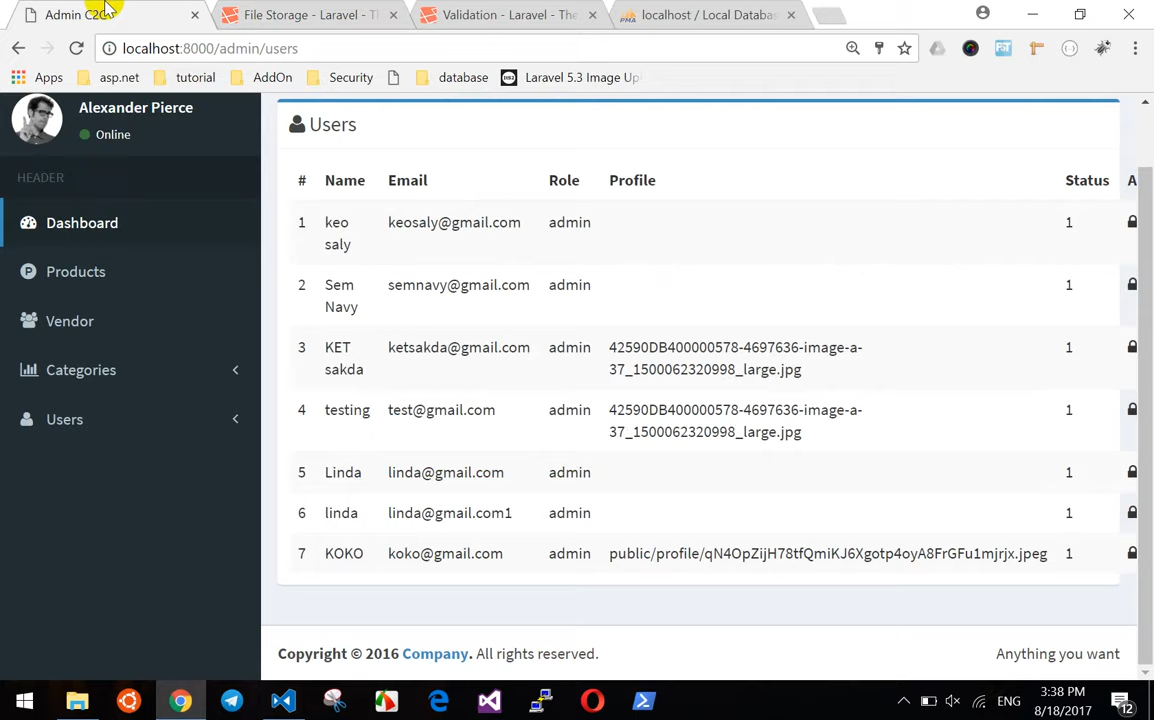 Admin C2C
File Storage - Laravel - Th
Validation - Laravel - The
localhost / Local Databas
localhost:8000/admin/users
Apps asp.net tutorial AddOn Security database Laravel 5.3 Image Up
Alexander Pierce
Online
HEADER
Dashboard
Products
Vendor
Categories
Users
Users
# Name Email Role Profile Status A
1 keo saly keosaly@gmail.com admin 1
2 Sem Navy semnavy@gmail.com admin 1
3 KET sakda ketsakda@gmail.com admin 42590DB400000578-4697636-image-a-
37_1500062320998_large.jpg 1
4 testing test@gmail.com admin 42590DB400000578-4697636-image-a-
37_1500062320998_large.jpg 1
5 Linda linda@gmail.com admin 1
6 linda linda@gmail.com1 admin 1
7 KOKO koko@gmail.com admin public/profile/qN4OpZijH78tfQmiKJ6Xgotp4oyA8FrGFu1mjrjx.jpeg 1
Copyright © 2016 Company. All rights reserved. Anything you want
ENG
3:38 PM
8/18/2017
12